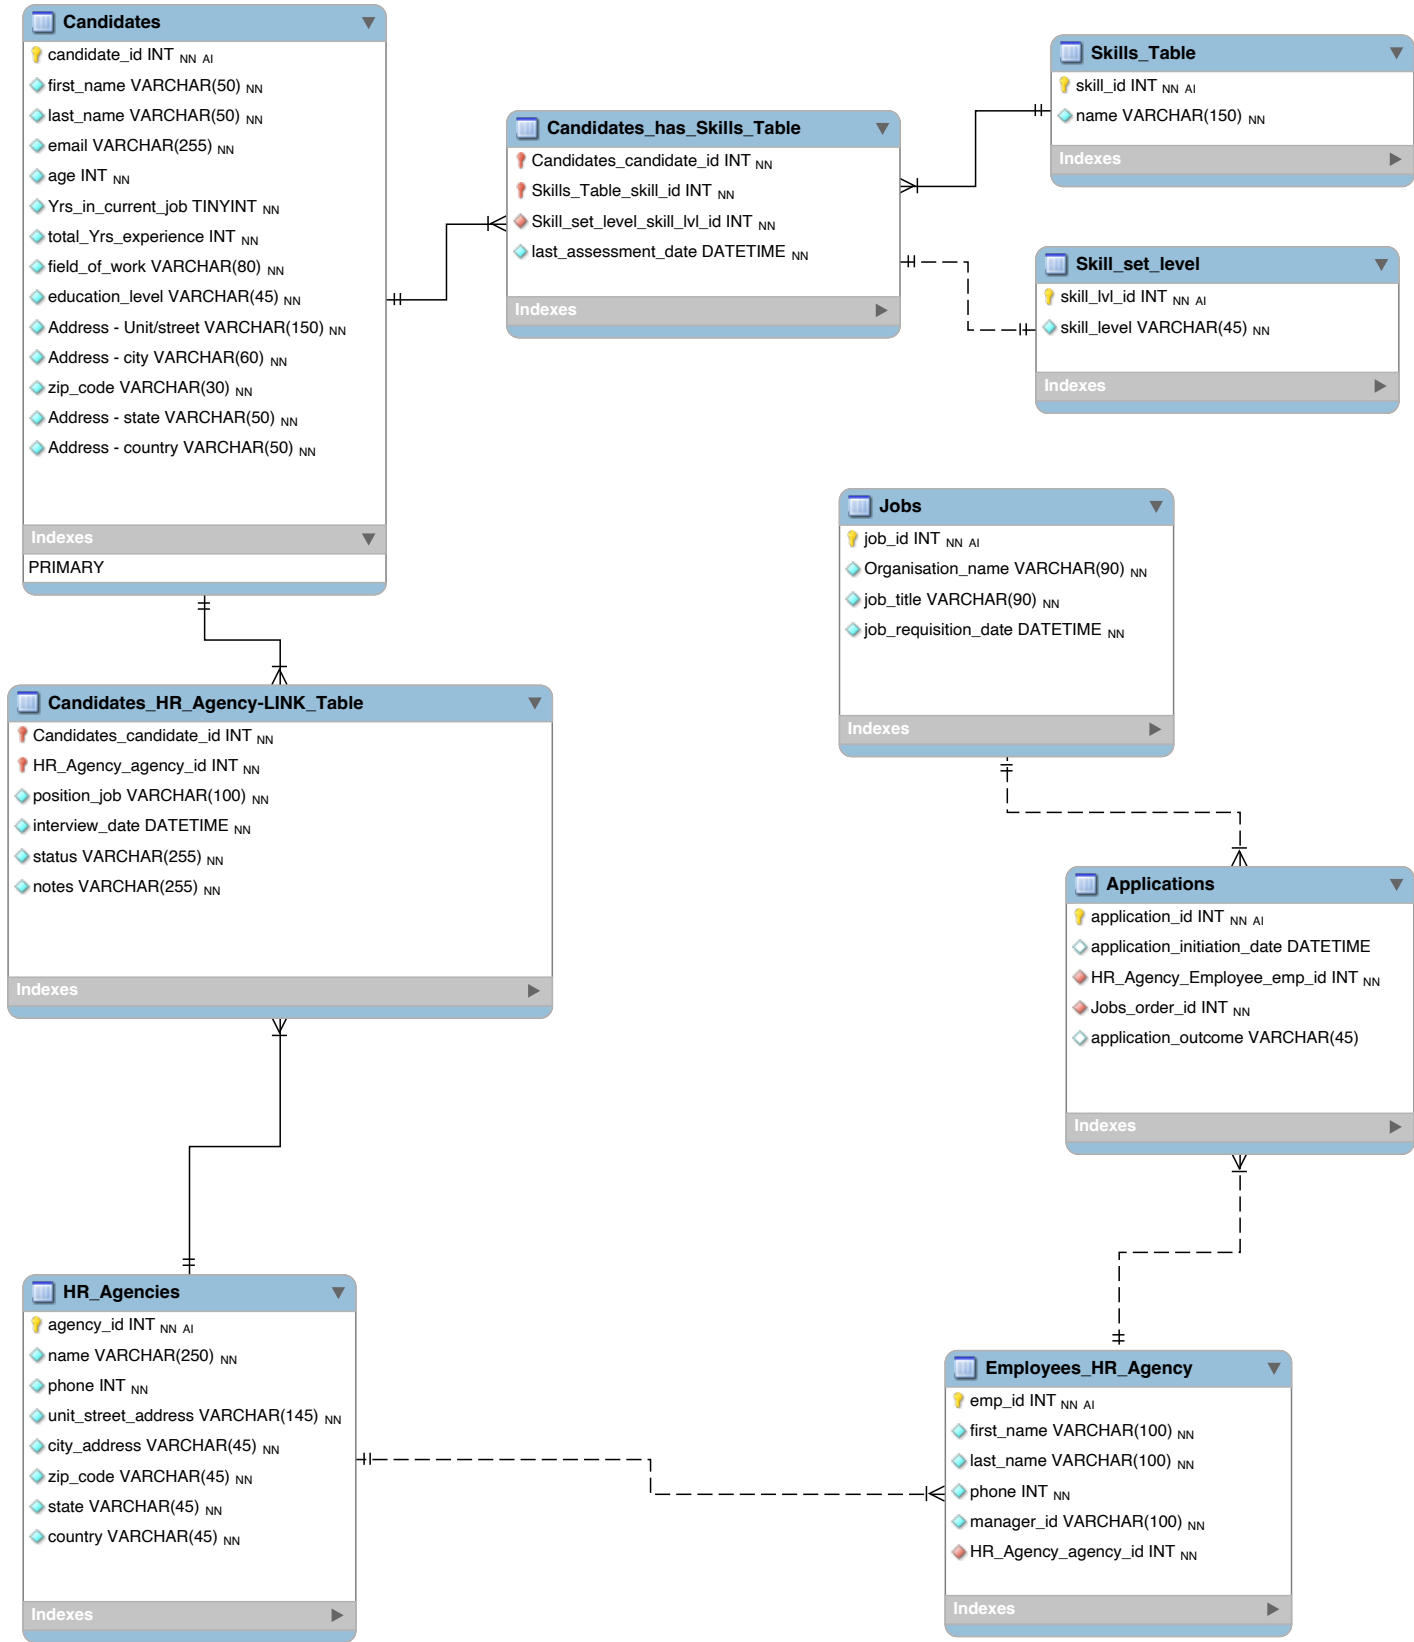 Candidates
candidate_id INT NN AI
first_name VARCHAR(50) NN
last_name VARCHAR(50) NN
email VARCHAR(255) NN
age INT NN
Yrs_in_current_job TINYINT NN
total_Yrs_experience INT NN
field_of_work VARCHAR(80) NN
education_level VARCHAR(45) NN
Address - Unit/street VARCHAR(150) NN
Address - city VARCHAR(60) NN
zip_code VARCHAR(30) NN
Address - state VARCHAR(50) NN
Address - country VARCHAR(50) NN
Indexes
PRIMARY
Candidates_has_Skills_Table
Candidates_candidate_id INT NN
Skills_Table_skill_id INT NN
Skill_set_level_skill_lvl_id INT NN
last_assessment_date DATETIME NN
Indexes
Skills_Table
skill_id INT NN AI
name VARCHAR(150) NN
Indexes
Skill_set_level
skill_lvl_id INT NN AI
skill_level VARCHAR(45) NN
Indexes
Jobs
job_id INT NN AI
Organisation_name VARCHAR(90) NN
job_title VARCHAR(90) NN
job_requisition_date DATETIME NN
Indexes
Candidates_HR_Agency-LINK_Table
Candidates_candidate_id INT NN
HR_Agency_agency_id INT NN
position_job VARCHAR(100) NN
interview_date DATETIME NN
status VARCHAR(255) NN
notes VARCHAR(255) NN
Indexes
Applications
application_id INT NN AI
application_initiation_date DATETIME
HR_Agency_Employee_emp_id INT NN
Jobs_order_id INT NN
application_outcome VARCHAR(45)
Indexes
HR_Agencies
agency_id INT NN AI
name VARCHAR(250) NN
phone INT NN
unit_street_address VARCHAR(145) NN
city_address VARCHAR(45) NN
zip_code VARCHAR(45) NN
state VARCHAR(45) NN
country VARCHAR(45) NN
Indexes
Employees_HR_Agency
emp_id INT NN AI
first_name VARCHAR(100) NN
last_name VARCHAR(100) NN
phone INT NN
manager_id VARCHAR(100) NN
HR_Agency_agency_id INT NN
Indexes